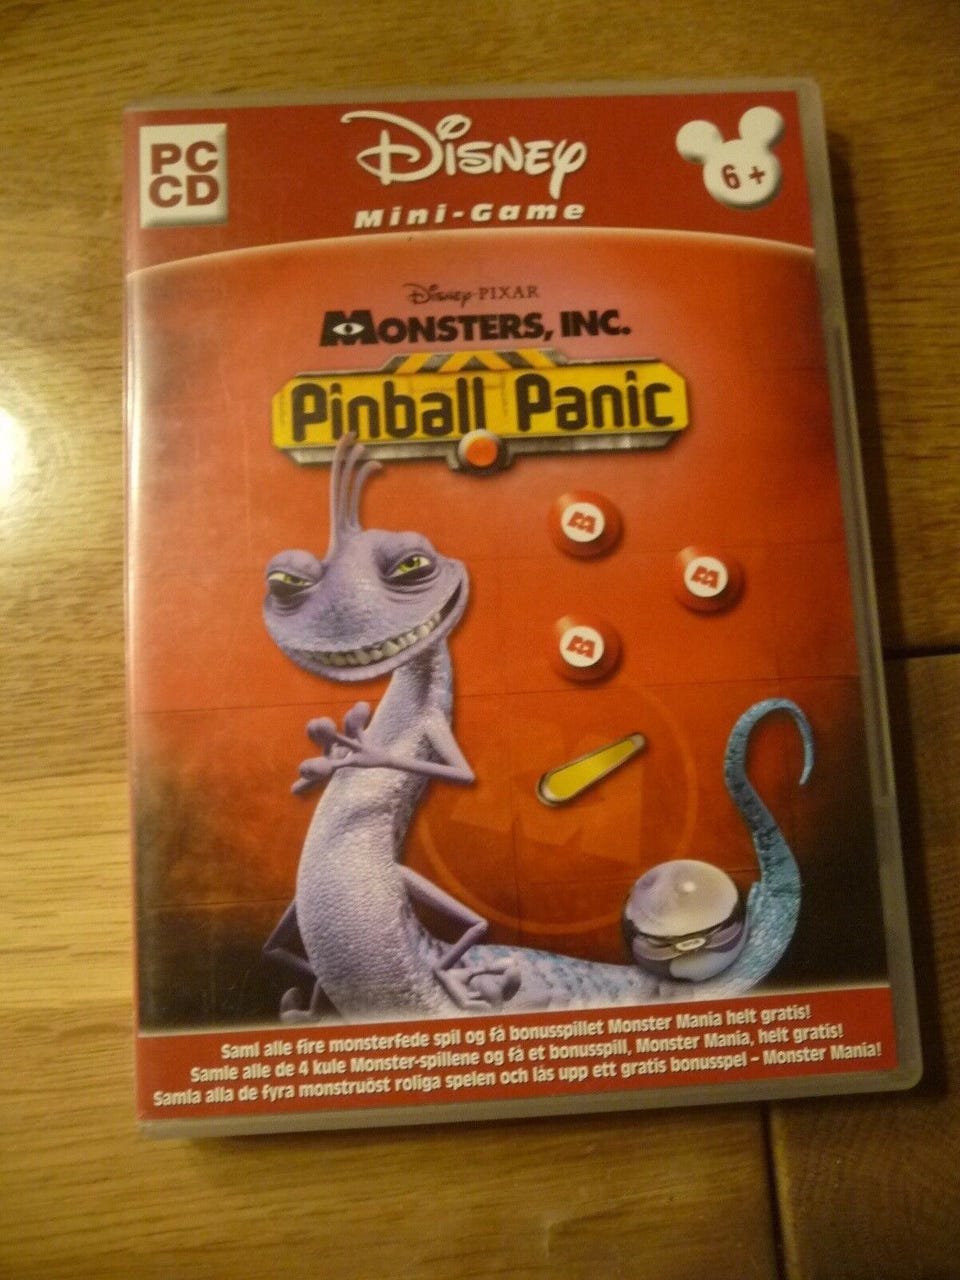 PC
CD
Disney
Mini-Game
6+
Disney·PIXAR
MONSTERS, INC.
Pinball Panic
M
M
M
Saml alle fire monsterfede spil og få bonusspillet Monster Mania helt gratis!
Samle alle de 4 kule Monster-spillene og få et bonusspill, Monster Mania, helt gratis!
Samla alla de fyra monstruöst roliga spelen och lås upp ett gratis bonusspel – Monster Mania!